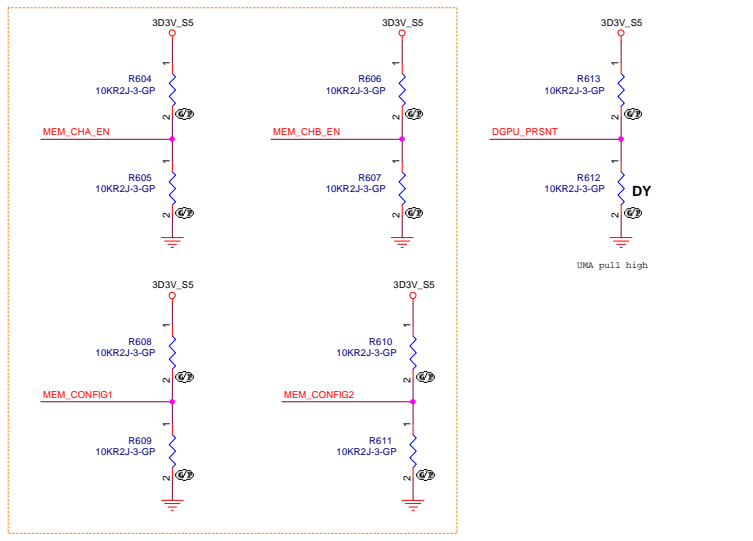 3D3V_S5
3D3V_S5
3D3V_S5
1
R604
10KR2J-3-GP
2
MEM_CHA_EN
1
R605
10KR2J-3-GP
2
1
R606
10KR2J-3-GP
2
MEM_CHB_EN
1
R607
10KR2J-3-GP
2
1
R613
10KR2J-3-GP
2
DGPU_PRSNT
1
R612
10KR2J-3-GP
DY
2
UMA pull high
3D3V_S5
3D3V_S5
1
R608
10KR2J-3-GP
2
MEM_CONFIG1
1
R609
10KR2J-3-GP
2
1
R610
10KR2J-3-GP
2
MEM_CONFIG2
1
R611
10KR2J-3-GP
2